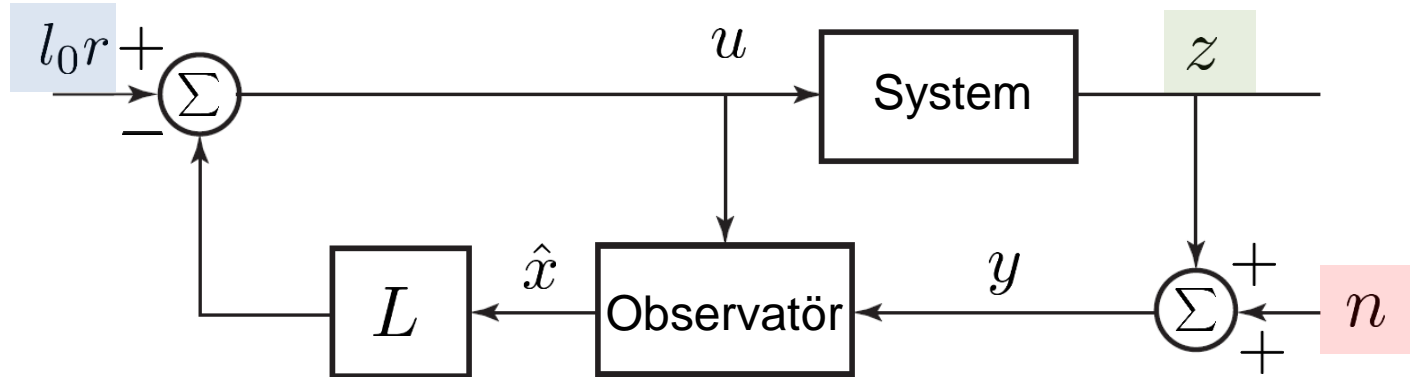 l₀r + u System z
Σ
−
x̂ y +
L Observatör Σ n
+